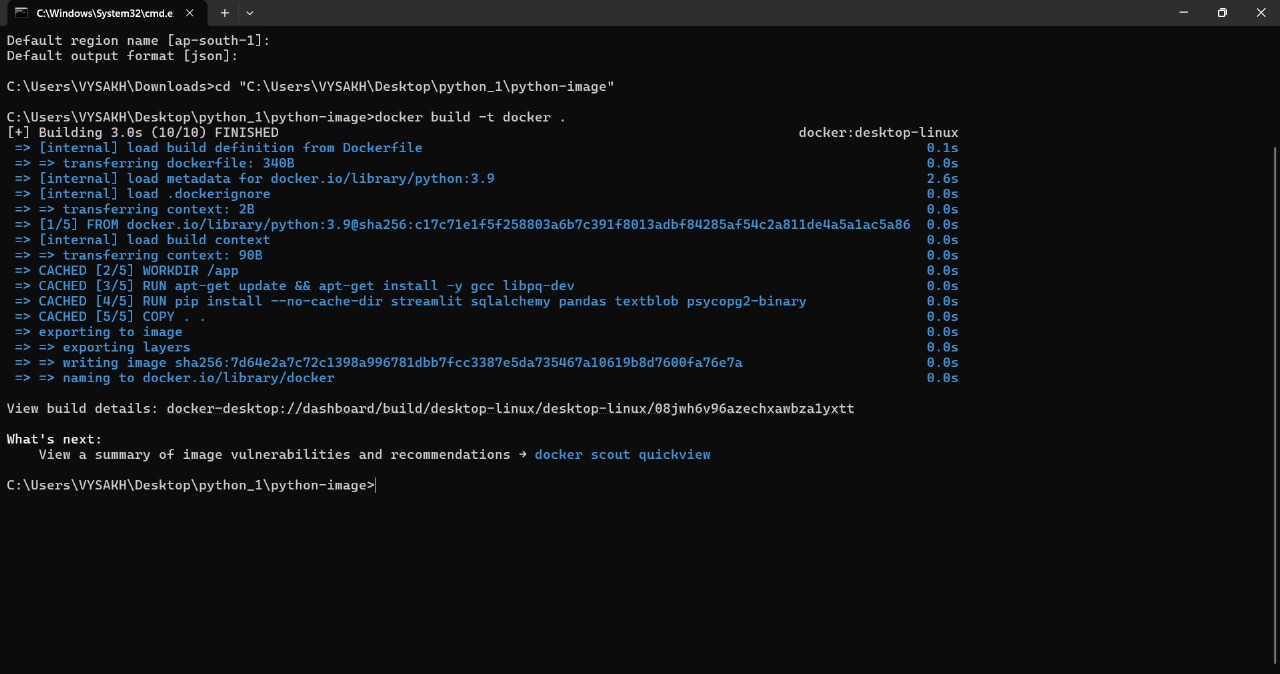 C:\Windows\System32\cmd.e
Default region name [ap-south-1]:
Default output format [json]:
C:\Users\VYSAKH\Downloads>cd "C:\Users\VYSAKH\Desktop\python_1\python-image"
C:\Users\VYSAKH\Desktop\python_1\python-image>docker build -t docker .
[+] Building 3.0s (10/10) FINISHED docker:desktop-linux
=> [internal] load build definition from Dockerfile 0.1s
=> => transferring dockerfile: 340B 0.0s
=> [internal] load metadata for docker.io/library/python:3.9 2.6s
=> [internal] load .dockerignore 0.0s
=> => transferring context: 2B 0.0s
=> [1/5] FROM docker.io/library/python:3.9@sha256:c17c71e1f5f258803a6b7c391f8013adbf84285af54c2a811de4a5a1ac5a86 0.0s
=> [internal] load build context 0.0s
=> => transferring context: 90B 0.0s
=> CACHED [2/5] WORKDIR /app 0.0s
=> CACHED [3/5] RUN apt-get update && apt-get install -y gcc libpq-dev 0.0s
=> CACHED [4/5] RUN pip install --no-cache-dir streamlit sqlalchemy pandas textblob psycopg2-binary 0.0s
=> CACHED [5/5] COPY . . 0.0s
=> exporting to image 0.0s
=> => exporting layers 0.0s
=> => writing image sha256:7d64e2a7c72c1398a996781dbb7fcc3387e5da735467a10619b8d7600fa76e7a 0.0s
=> => naming to docker.io/library/docker 0.0s
View build details: docker-desktop://dashboard/build/desktop-linux/desktop-linux/08jwh6v96azechxawbza1yxtt
What's next:
View a summary of image vulnerabilities and recommendations → docker scout quickview
C:\Users\VYSAKH\Desktop\python_1\python-image>